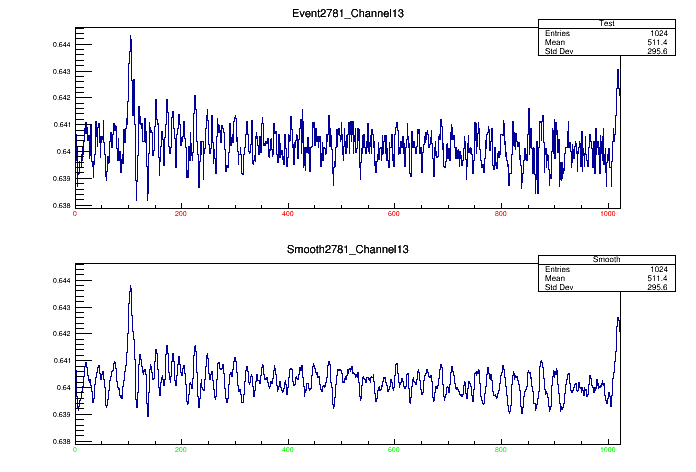 Event2781_Channel13
Test
Entries 1024
Mean 511.4
Std Dev 295.6
0.644
0.643
0.642
0.641
0.64
0.639
0.638
0 200 400 600 800 1000
Smooth2781_Channel13
Smooth
Entries 1024
Mean 511.4
Std Dev 295.6
0.644
0.643
0.642
0.641
0.64
0.639
0.638
0 200 400 600 800 1000